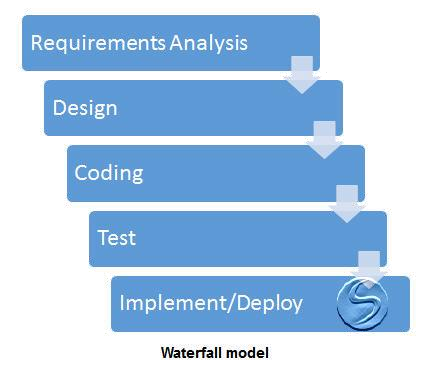 Requirements Analysis
Design
Coding
Test
Implement/Deploy
Waterfall model